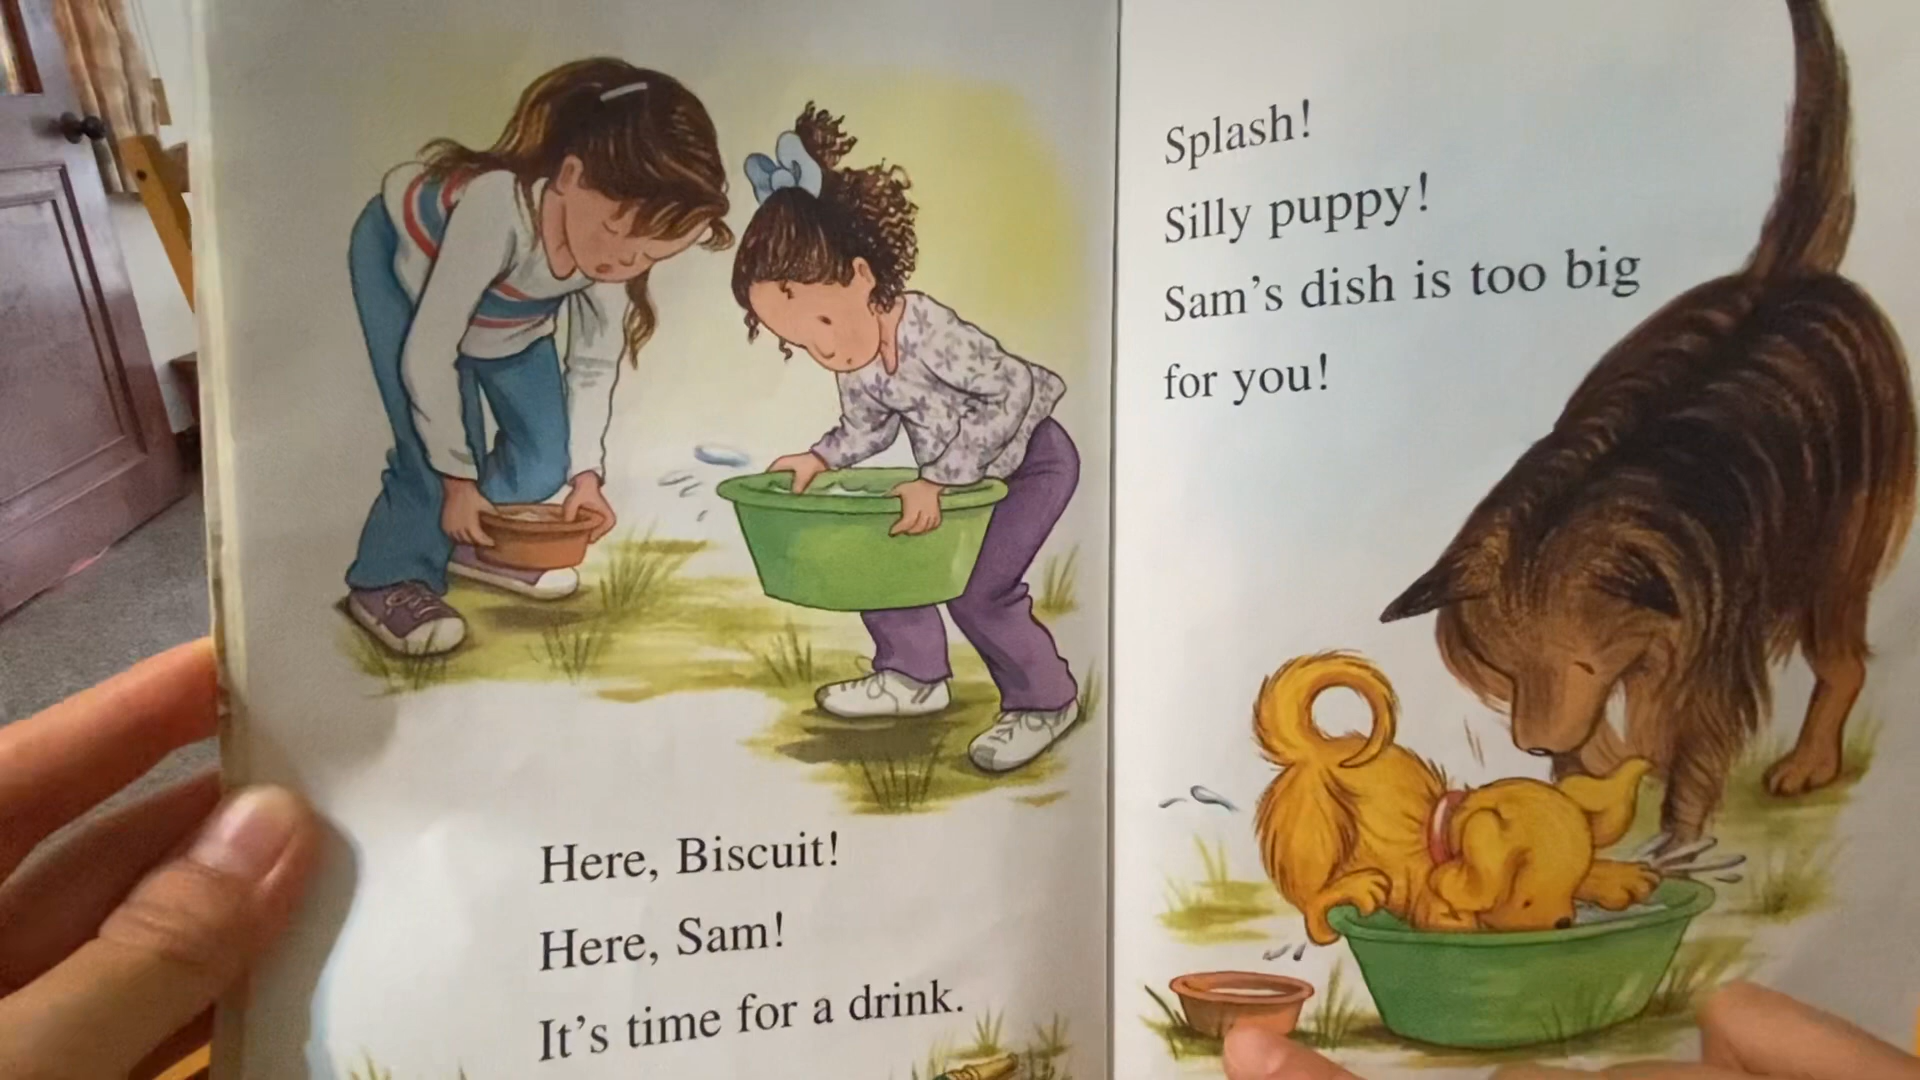 Here, Biscuit!
Here, Sam!
It's time for a drink.
Splash!
Silly puppy!
Sam's dish is too big
for you!